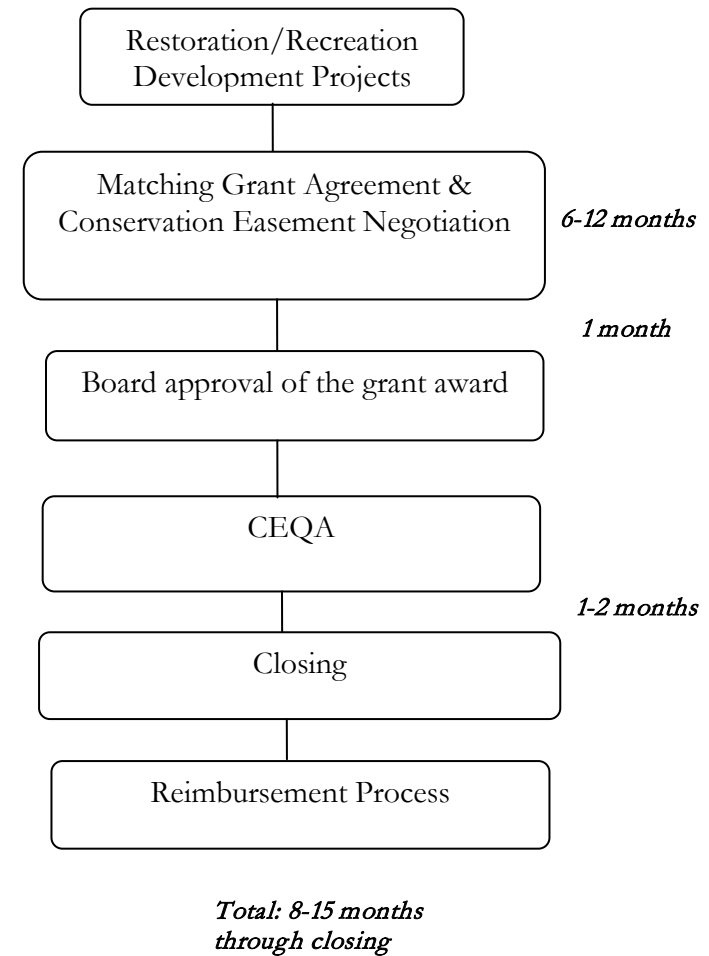 Restoration/Recreation
Development Projects
Matching Grant Agreement &
Conservation Easement Negotiation
6-12 months
1 month
Board approval of the grant award
CEQA
1-2 months
Closing
Reimbursement Process
Total: 8-15 months
through closing